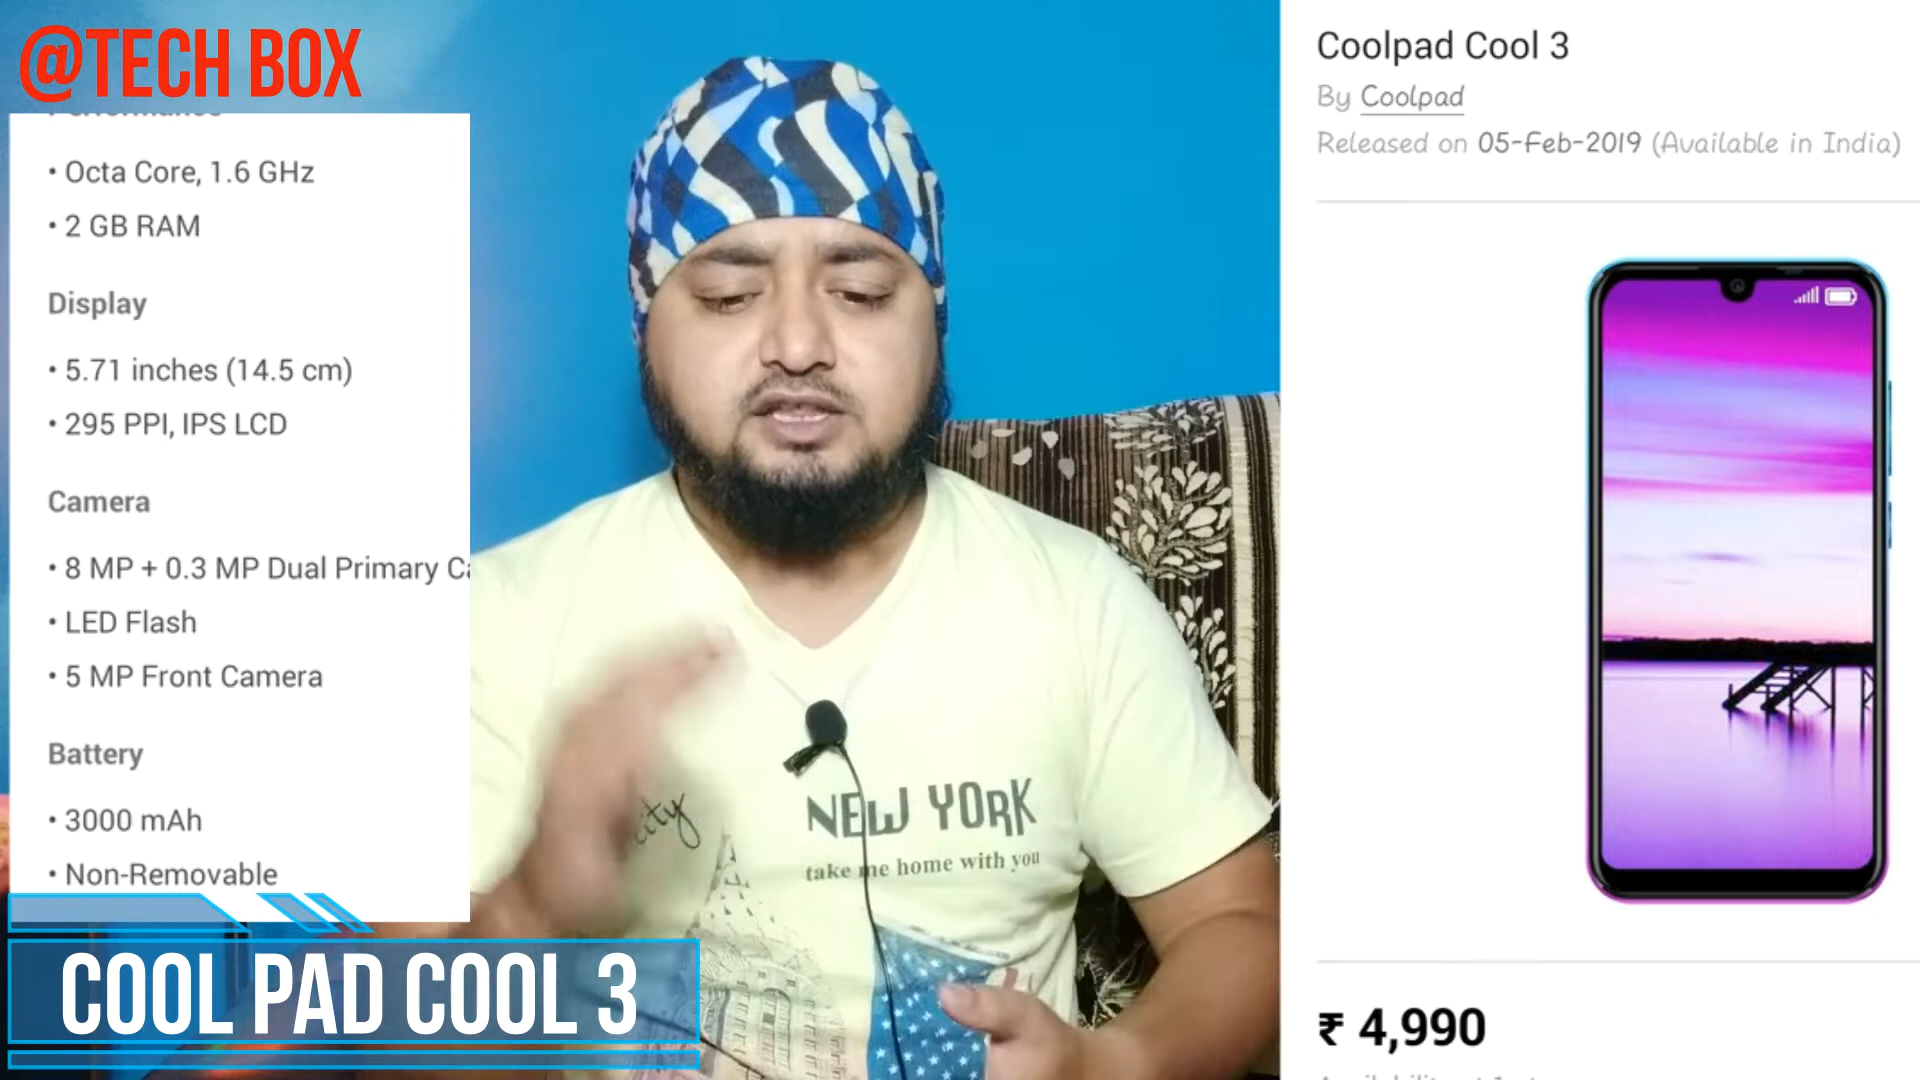 @TECH BOX
Performance
• Octa Core, 1.6 GHz
• 2 GB RAM
Display
• 5.71 inches (14.5 cm)
• 295 PPI, IPS LCD
Camera
• 8 MP + 0.3 MP Dual Primary Ca
• LED Flash
• 5 MP Front Camera
Battery
• 3000 mAh
• Non-Removable
COOL PAD COOL 3
city
NEW YORK
take me home with you
Coolpad Cool 3
By Coolpad
Released on 05-Feb-2019 (Available in India)
₹ 4,990